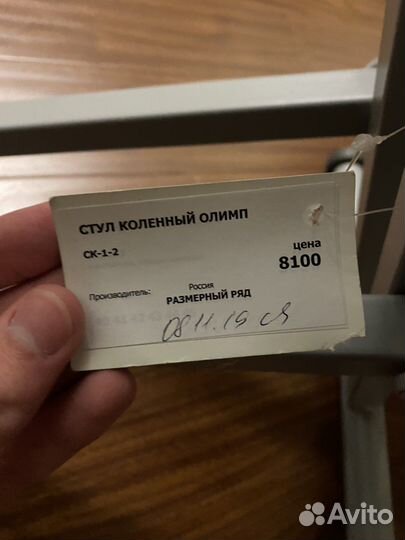 СТУЛ КОЛЕННЫЙ ОЛИМП
СК-1-2
цена
8100
Производитель: Россия
РАЗМЕРНЫЙ РЯД
08.11.19
Avito